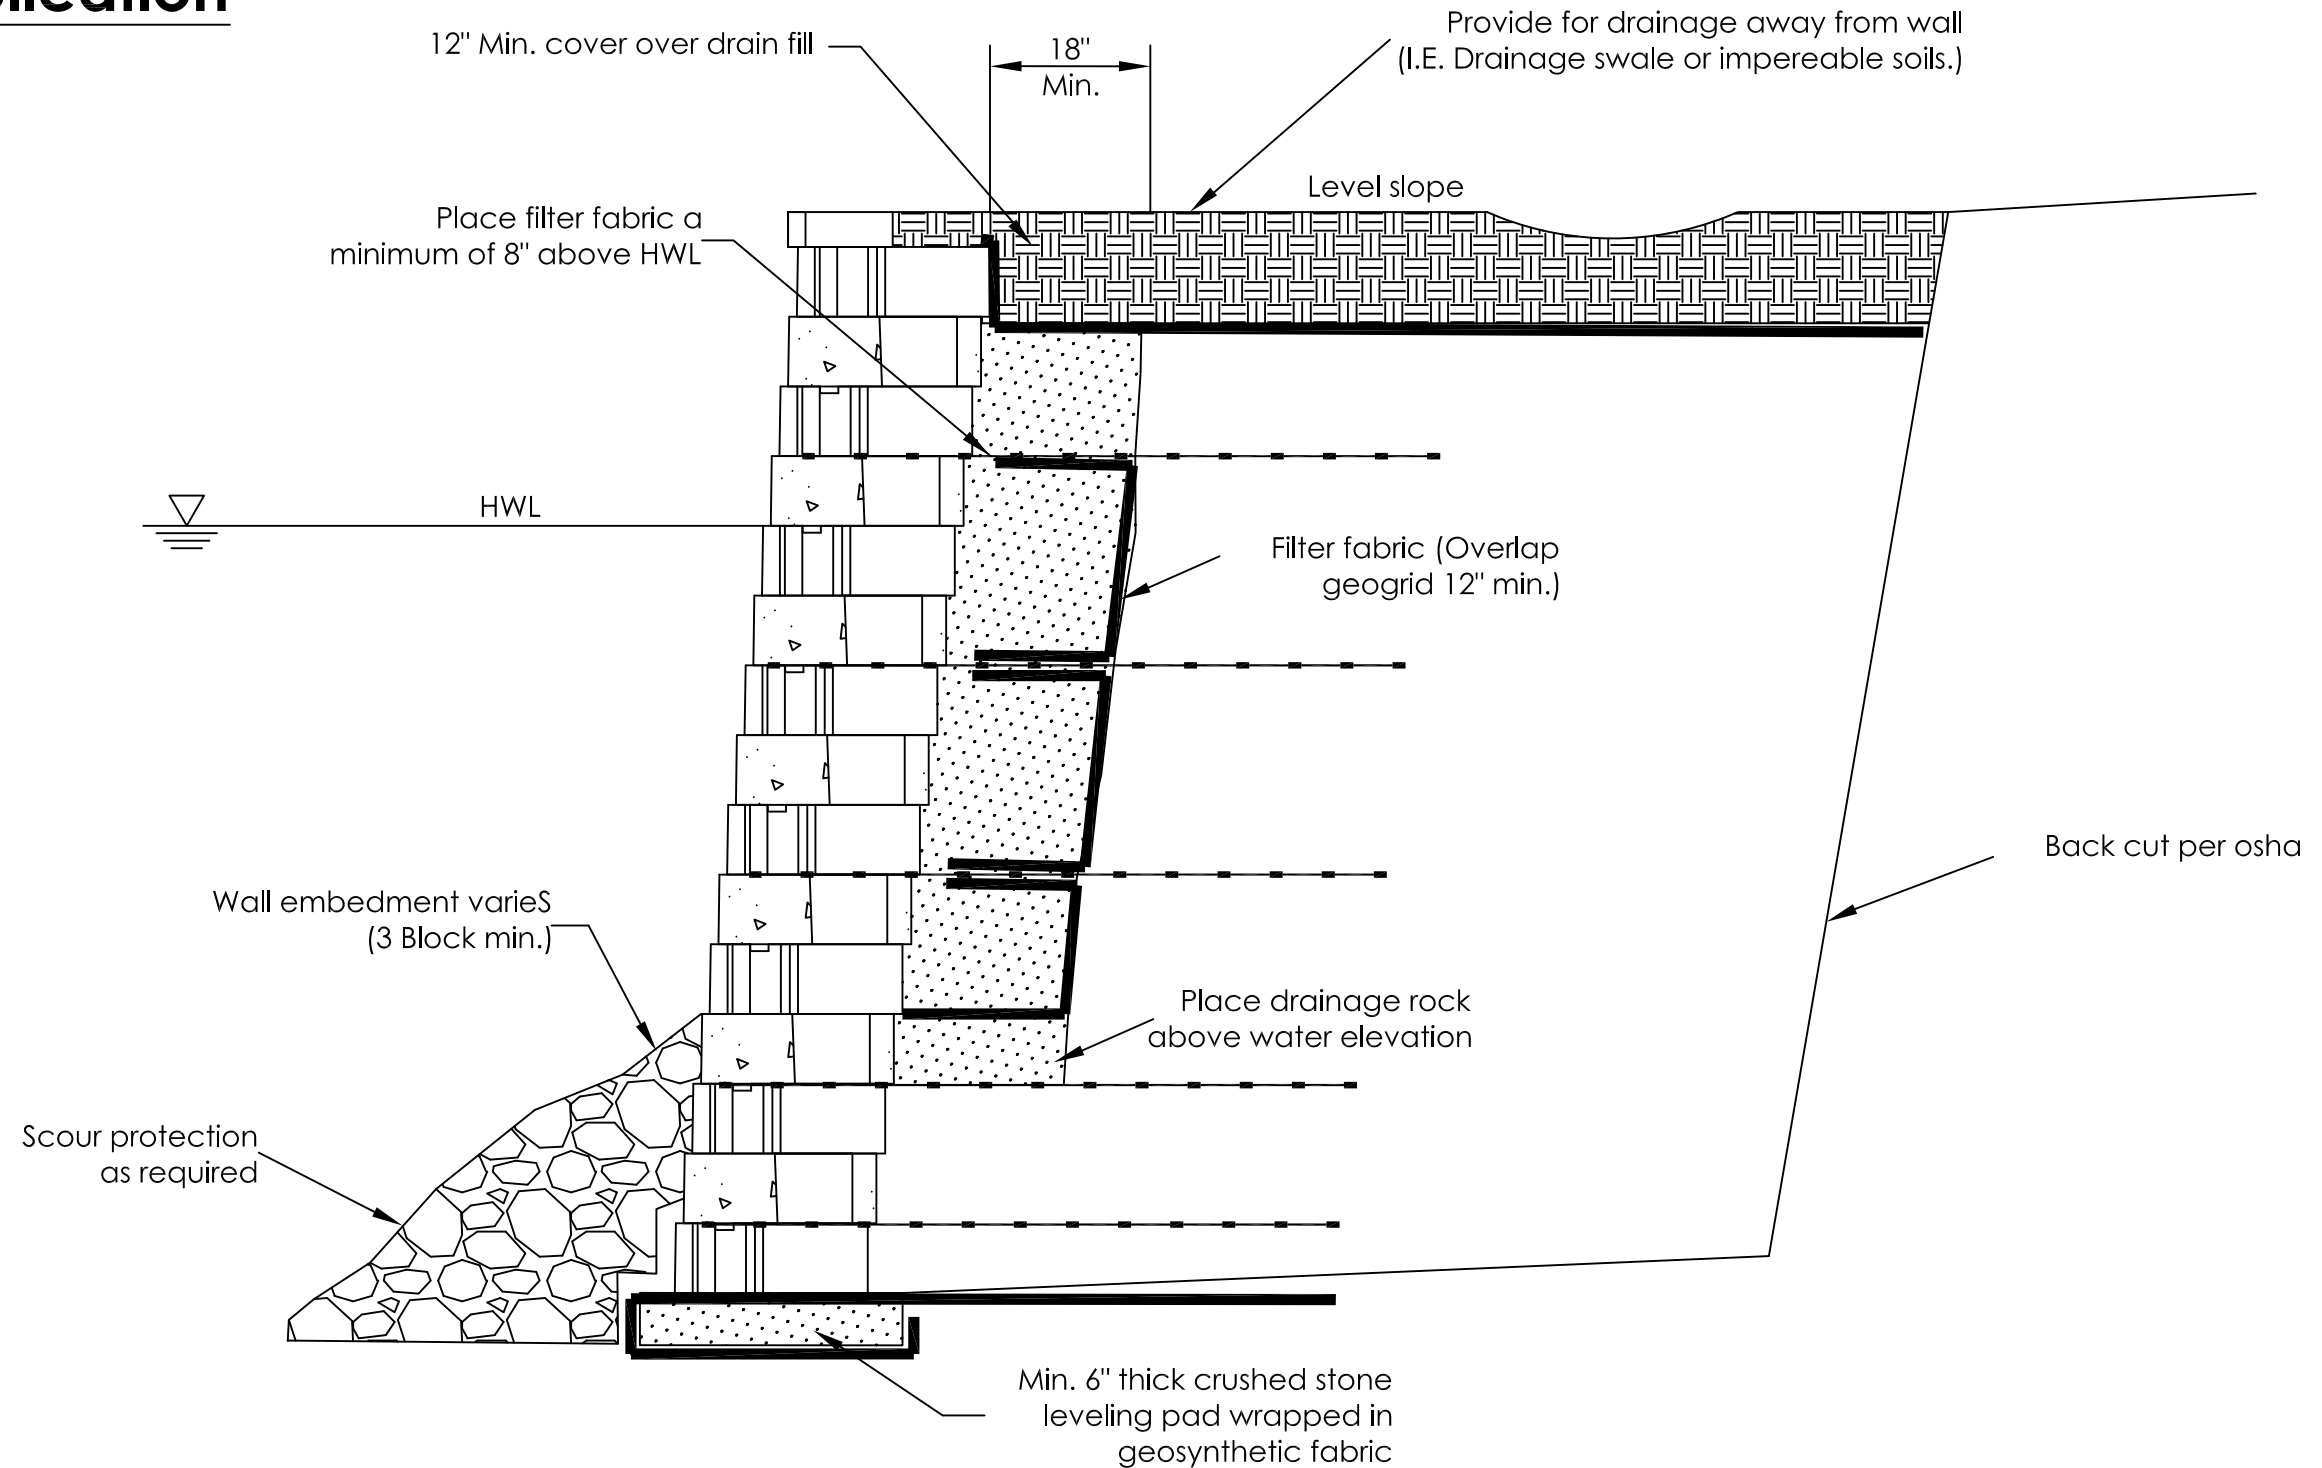 12" Min. cover over drain fill
18"
Min.
Provide for drainage away from wall
(I.E. Drainage swale or impereable soils.)
Level slope
Place filter fabric a
minimum of 8" above HWL
HWL
Filter fabric (Overlap
geogrid 12" min.)
Back cut per osha
Wall embedment varieS
(3 Block min.)
Place drainage rock
above water elevation
Scour protection
as required
Min. 6" thick crushed stone
leveling pad wrapped in
geosynthetic fabric